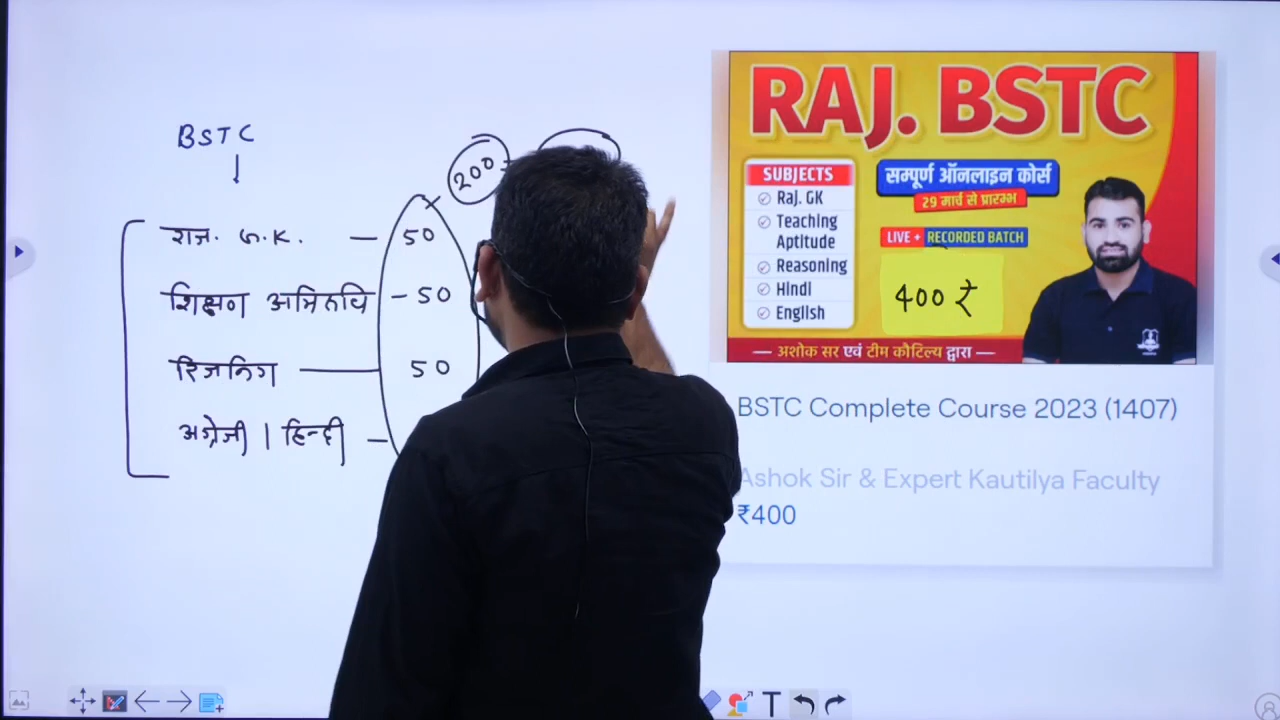 BSTC
200
राज. G.K. — 50
शिक्षण अभिरुचि - 50
रिजनिंग — 50
अग्रेजी | हिन्दी -
RAJ. BSTC
SUBJECTS
Raj. GK
Teaching
Aptitude
Reasoning
Hindi
English
सम्पूर्ण ऑनलाइन कोर्स
29 मार्च से प्रारम्भ
LIVE + RECORDED BATCH
400 ₹
— अशोक सर एवं टीम कौटिल्य द्वारा —
BSTC Complete Course 2023 (1407)
Ashok Sir & Expert Kautilya Faculty
₹400
T